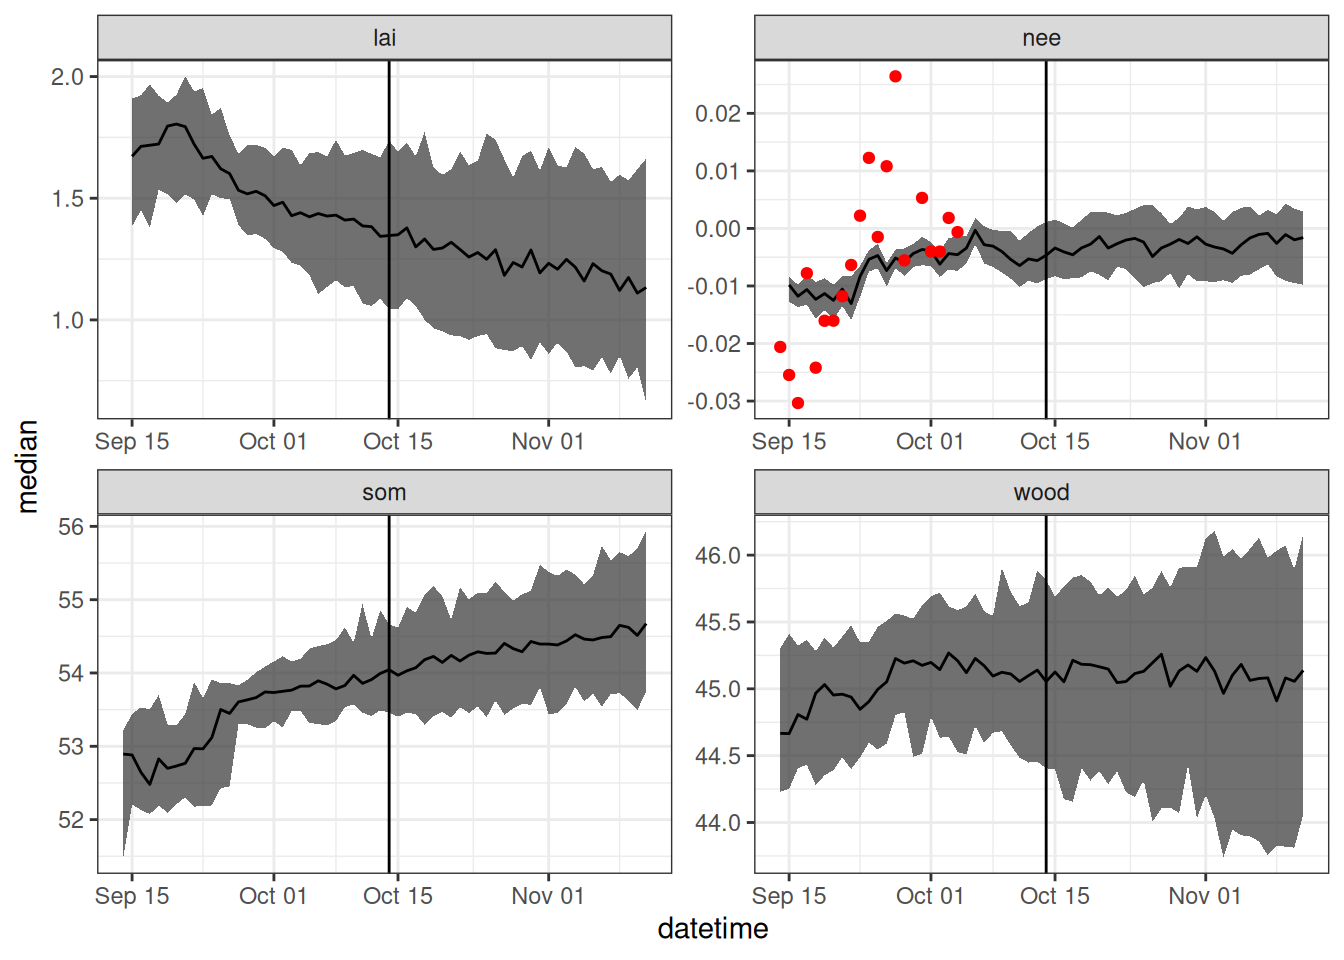 lai
nee
2.0
1.5
1.0
0.02
0.01
0.00
-0.01
-0.02
-0.03
Sep 15 Oct 01 Oct 15 Nov 01
Sep 15 Oct 01 Oct 15 Nov 01
median
som
wood
56
55
54
53
52
46.0
45.5
45.0
44.5
44.0
Sep 15 Oct 01 Oct 15 Nov 01
Sep 15 Oct 01 Oct 15 Nov 01
datetime